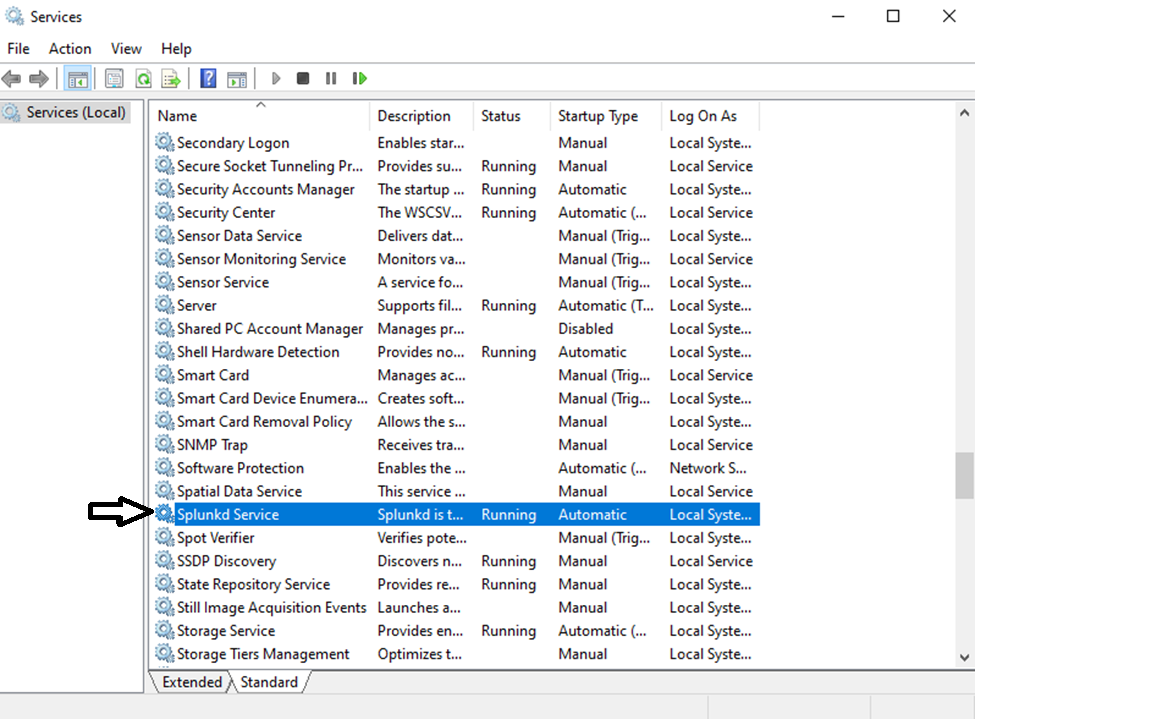 Services
File Action View Help
Services (Local)
Name Description Status Startup Type Log On As
Secondary Logon Enables star... Manual Local Syste...
Secure Socket Tunneling Pr... Provides su... Running Manual Local Service
Security Accounts Manager The startup ... Running Automatic Local Syste...
Security Center The WSCSV... Running Automatic (... Local Service
Sensor Data Service Delivers dat... Manual (Trig... Local Syste...
Sensor Monitoring Service Monitors va... Manual (Trig... Local Service
Sensor Service A service fo... Manual (Trig... Local Syste...
Server Supports fil... Running Automatic (T... Local Syste...
Shared PC Account Manager Manages pr... Disabled Local Syste...
Shell Hardware Detection Provides no... Running Automatic Local Syste...
Smart Card Manages ac... Manual (Trig... Local Service
Smart Card Device Enumera... Creates soft... Manual (Trig... Local Syste...
Smart Card Removal Policy Allows the s... Manual Local Syste...
SNMP Trap Receives tra... Manual Local Service
Software Protection Enables the ... Automatic (... Network S...
Spatial Data Service This service ... Manual Local Service
Splunkd Service Splunkd is t... Running Automatic Local Syste...
Spot Verifier Verifies pote... Manual (Trig... Local Syste...
SSDP Discovery Discovers n... Running Manual Local Service
State Repository Service Provides re... Running Manual Local Syste...
Still Image Acquisition Events Launches a... Manual Local Syste...
Storage Service Provides en... Running Automatic (... Local Syste...
Storage Tiers Management Optimizes t... Manual Local Syste...
Extended Standard